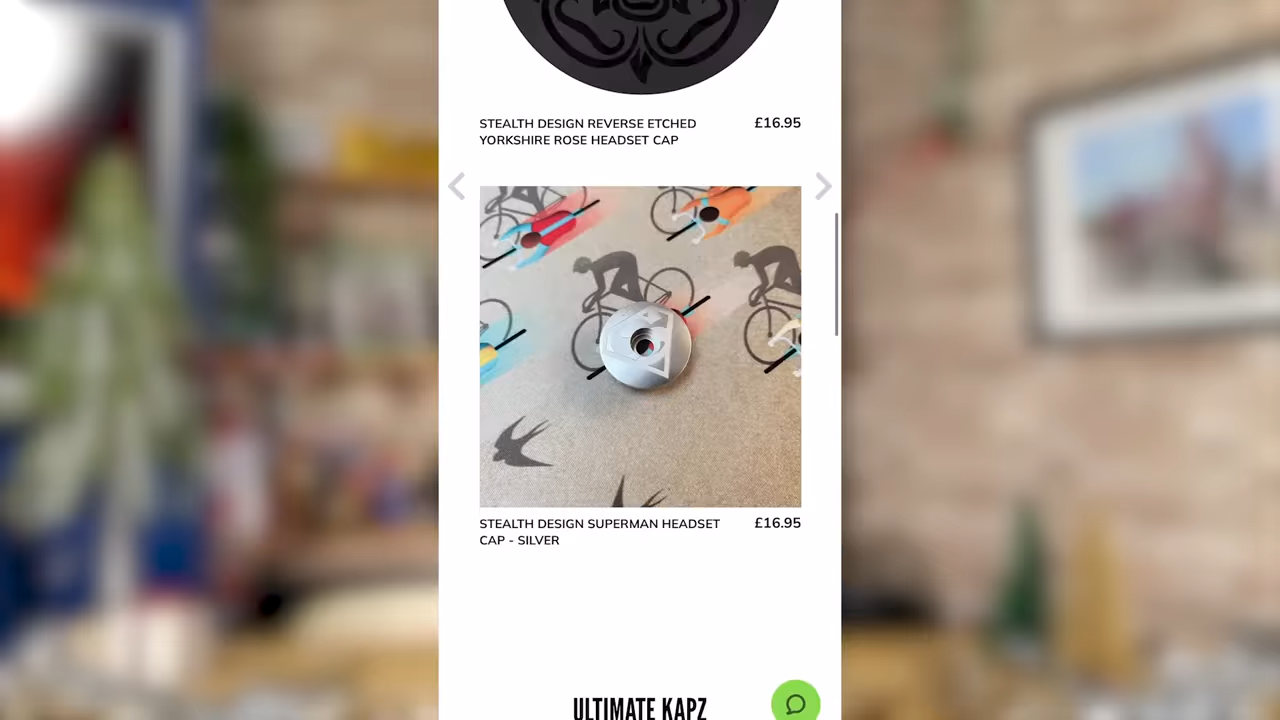 STEALTH DESIGN REVERSE ETCHED
YORKSHIRE ROSE HEADSET CAP
£16.95
STEALTH DESIGN SUPERMAN HEADSET
CAP - SILVER
£16.95
ULTIMATE KAPZ